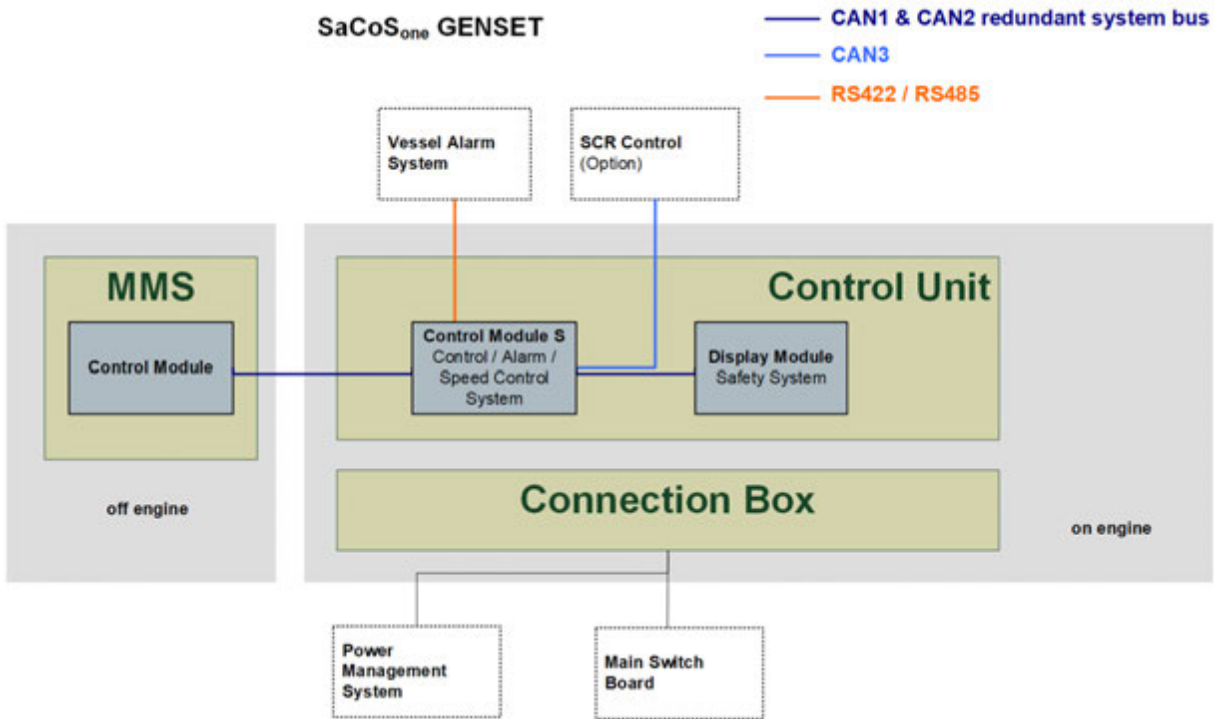 SaCoSone GENSET
CAN1 & CAN2 redundant system bus
CAN3
RS422 / RS485
Vessel Alarm
System
SCR Control
(Option)
MMS
Control Module
off engine
Control Unit
Control Module S
Control / Alarm /
Speed Control
System
Display Module
Safety System
Connection Box
on engine
Power
Management
System
Main Switch
Board